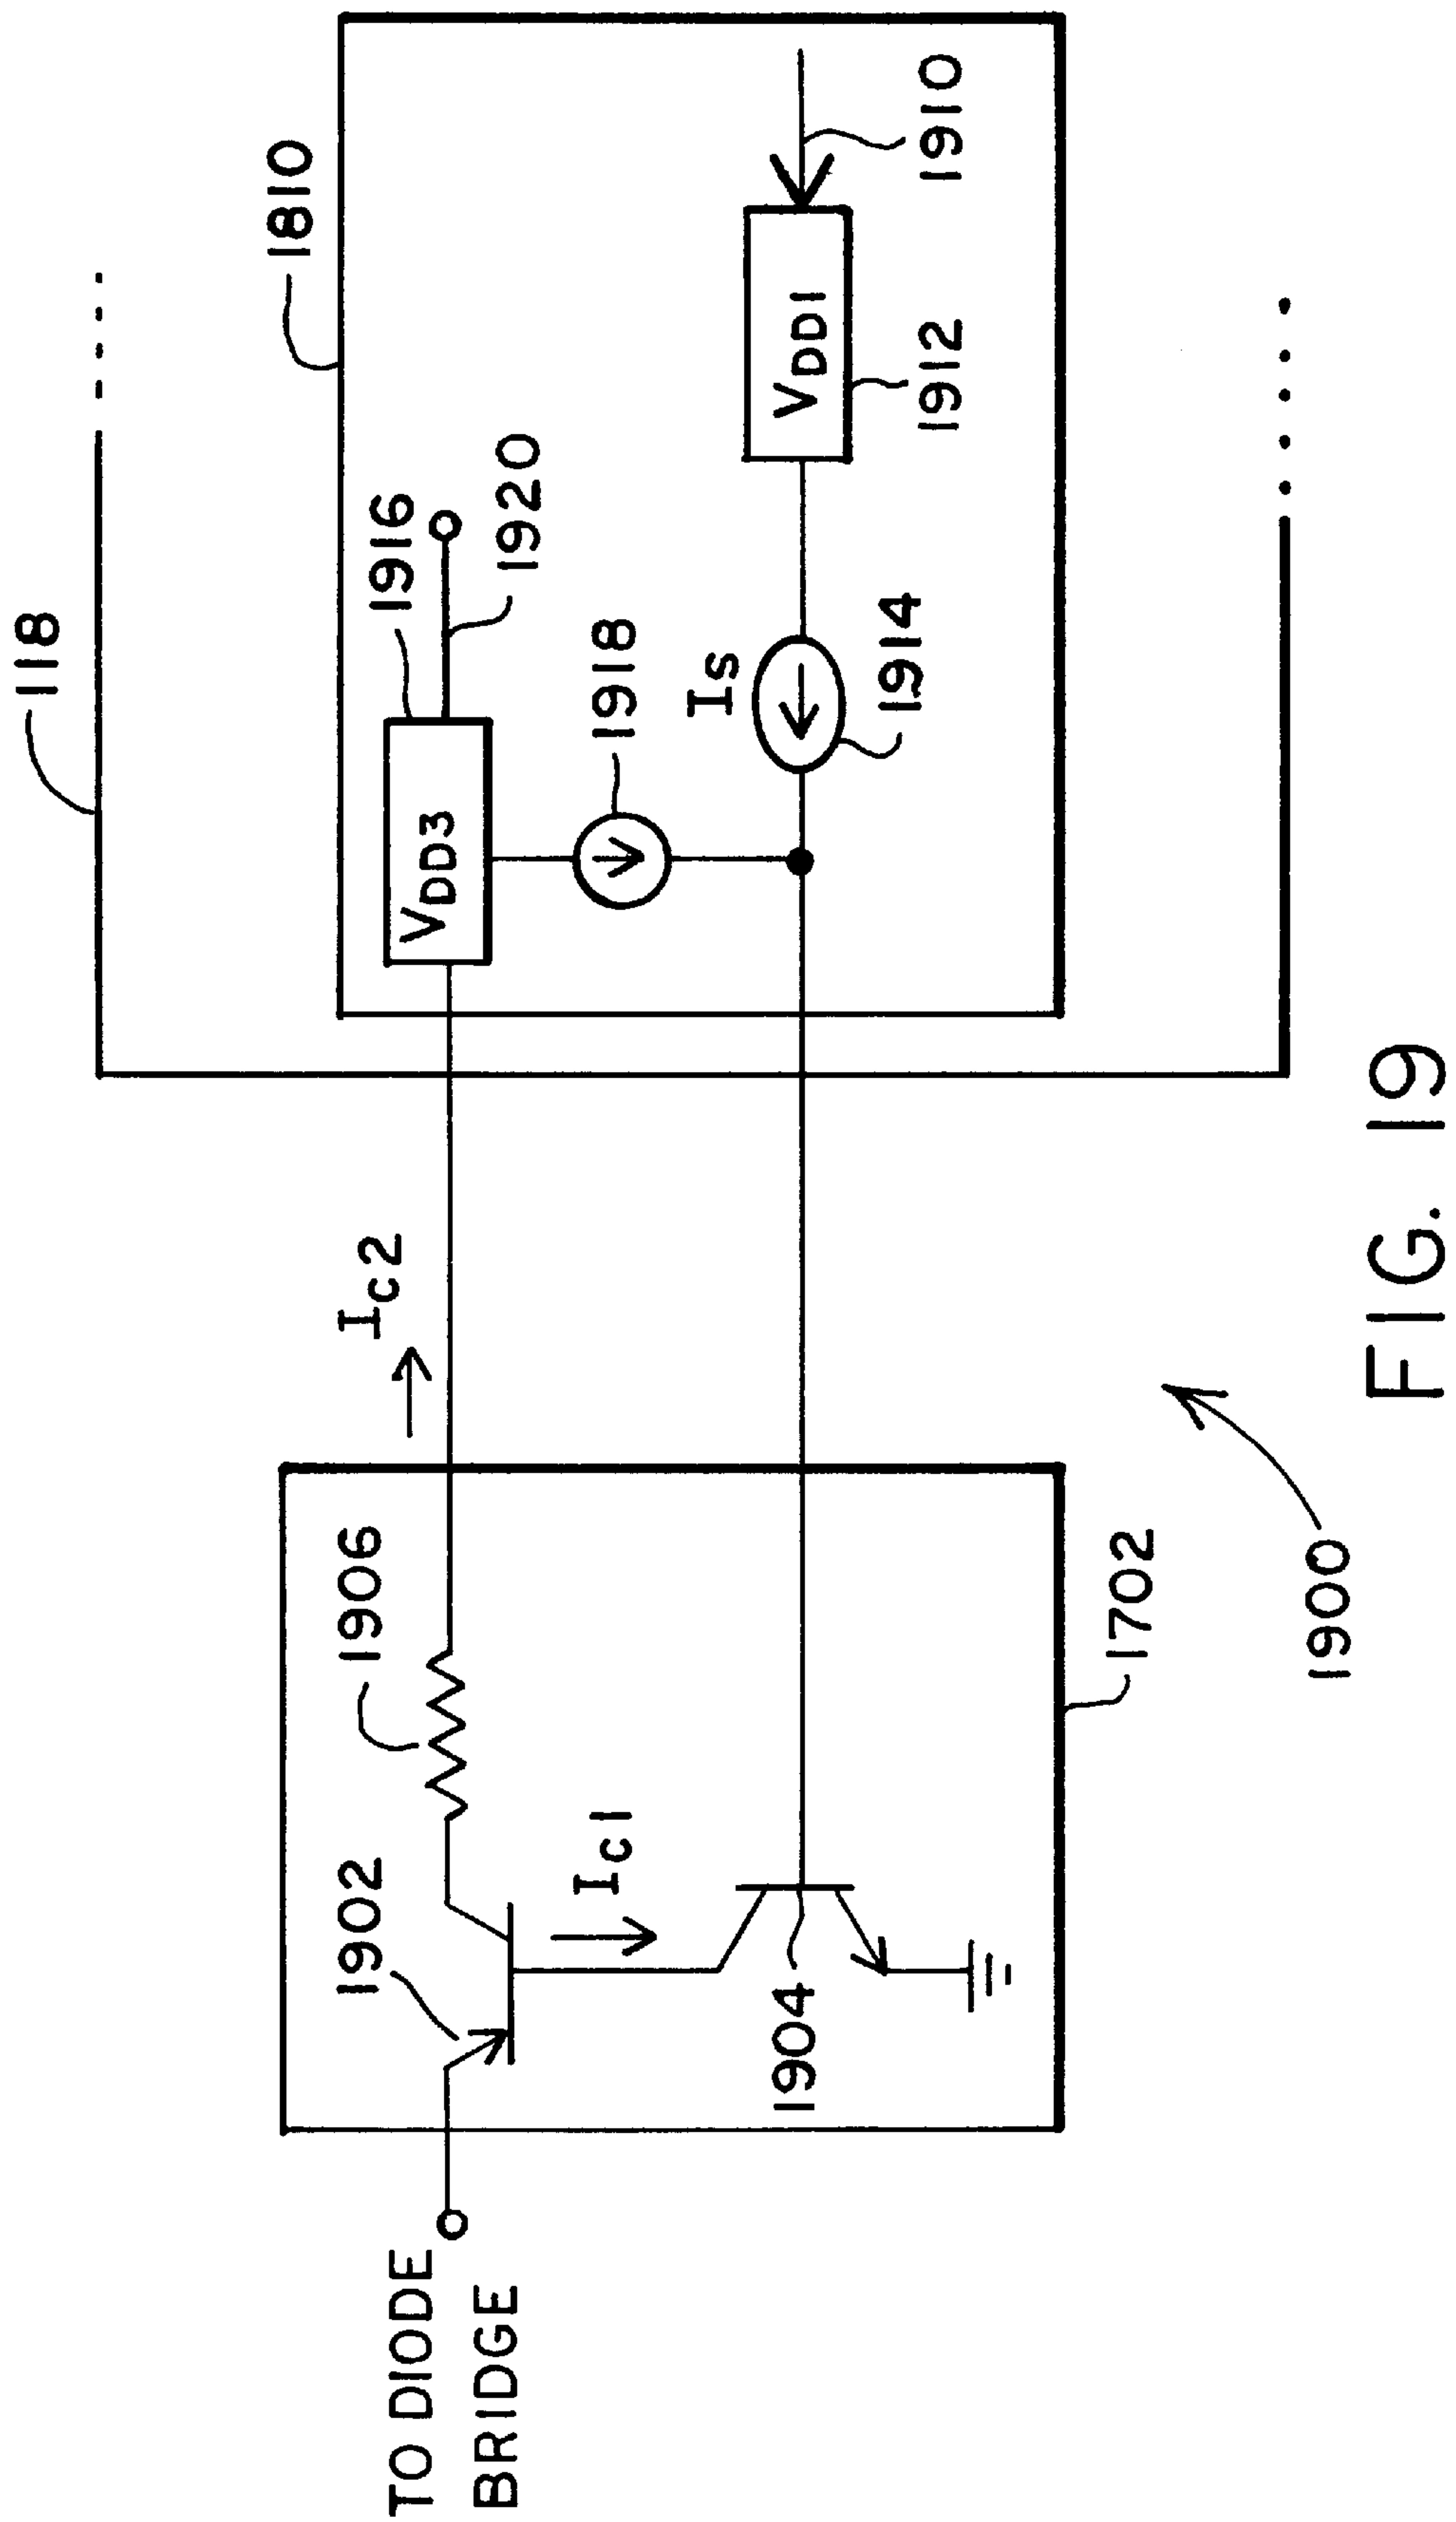 118
1810
1916
1920
VDD3
1918
IS
VDD1
1910
1912
1914
Ic2
1906
1902
Ic1
1904
TO DIODE
BRIDGE
1702
1900
FIG. 19